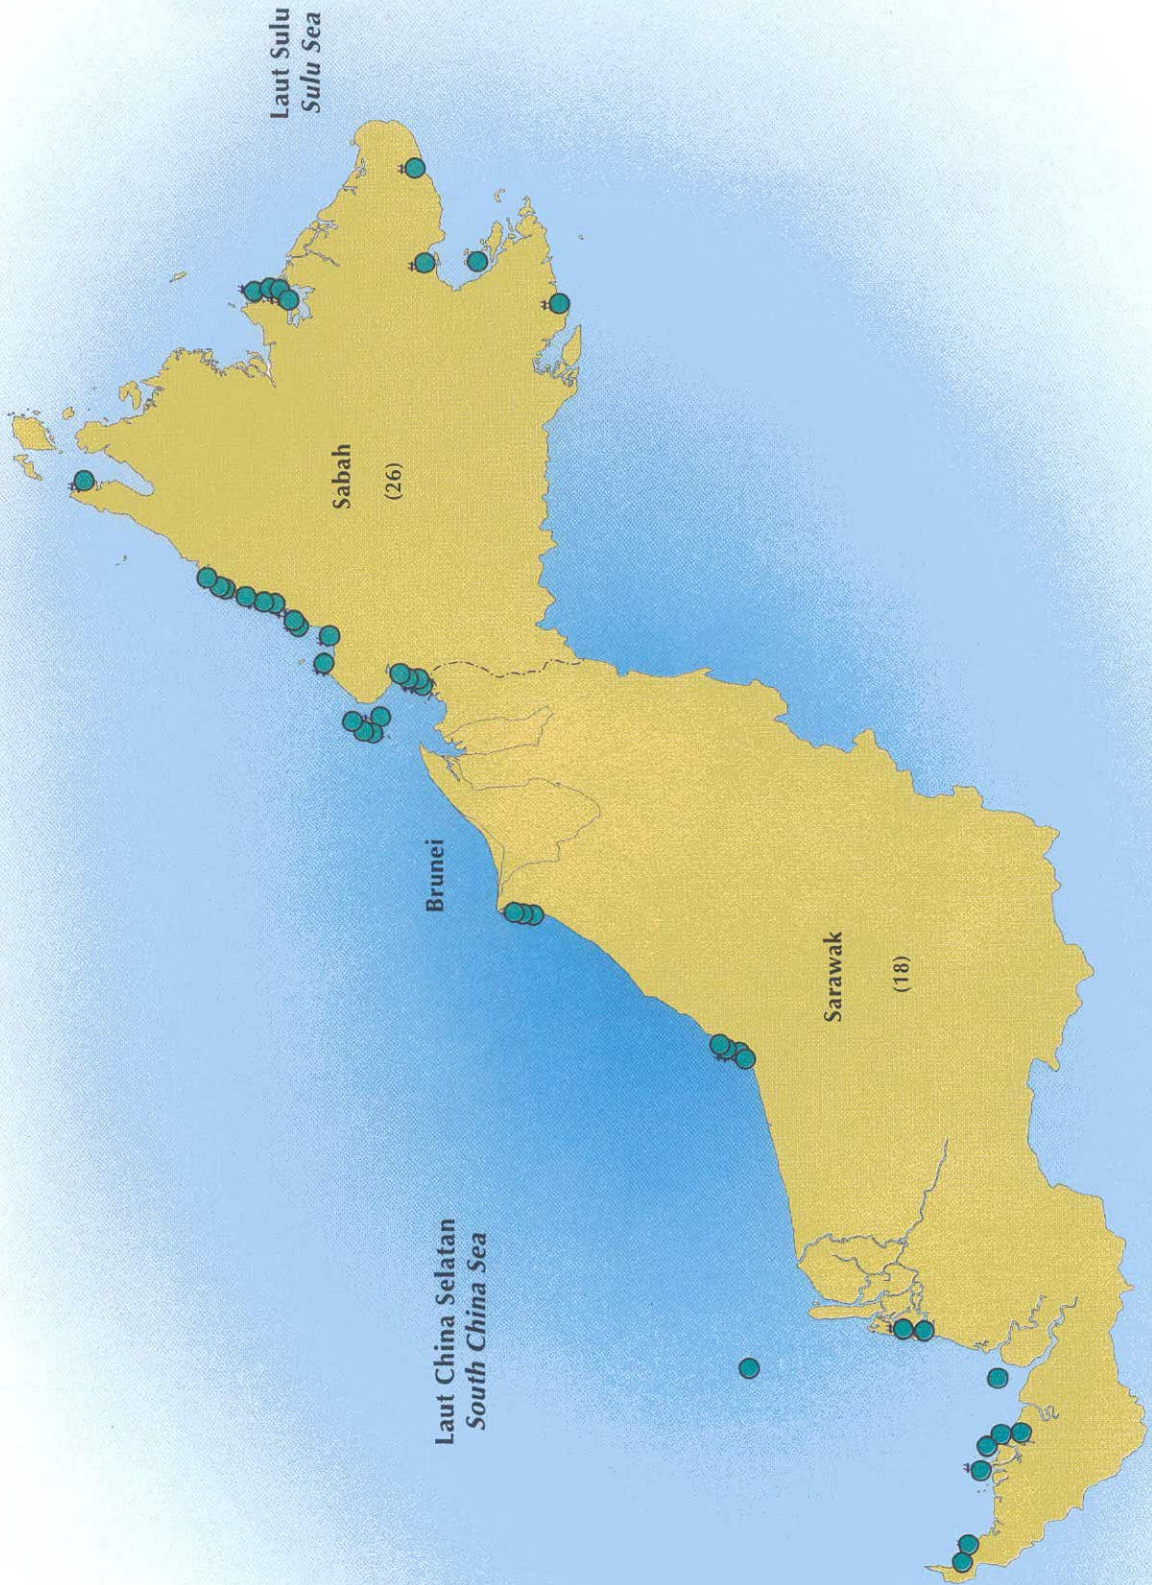 Laut Sulu
Sulu Sea
Sabah
(26)
Brunei
Sarawak
(18)
Laut China Selatan
South China Sea